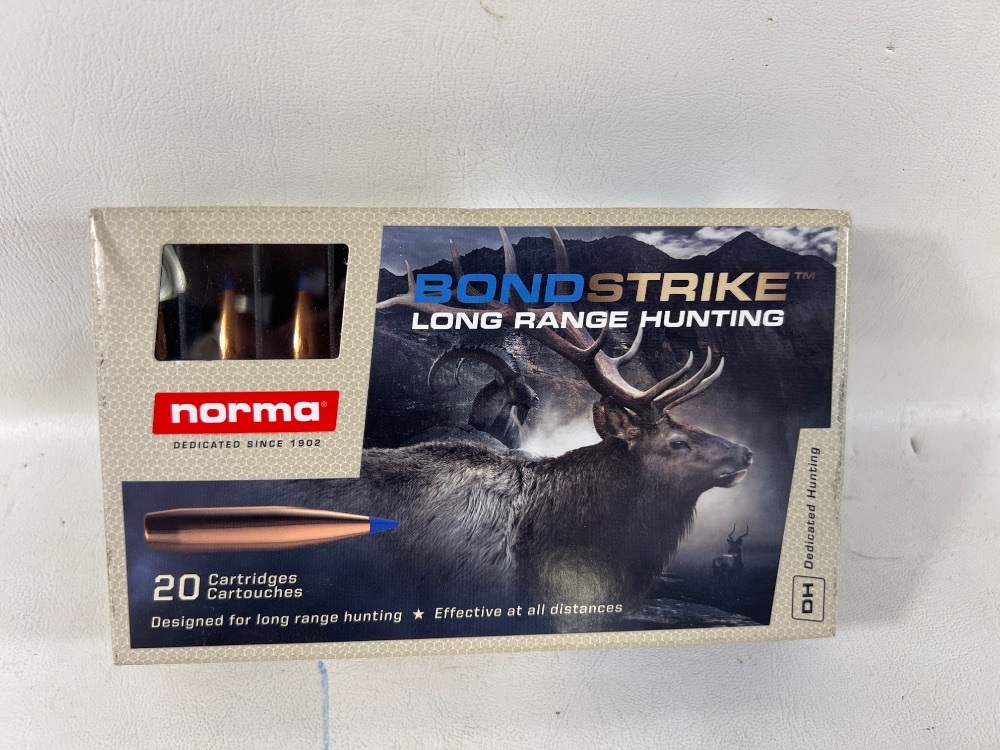 BONDSTRIKE™
LONG RANGE HUNTING
norma®
DEDICATED SINCE 1902
20 Cartridges
Cartouches
Designed for long range hunting ★ Effective at all distances
DH Dedicated Hunting